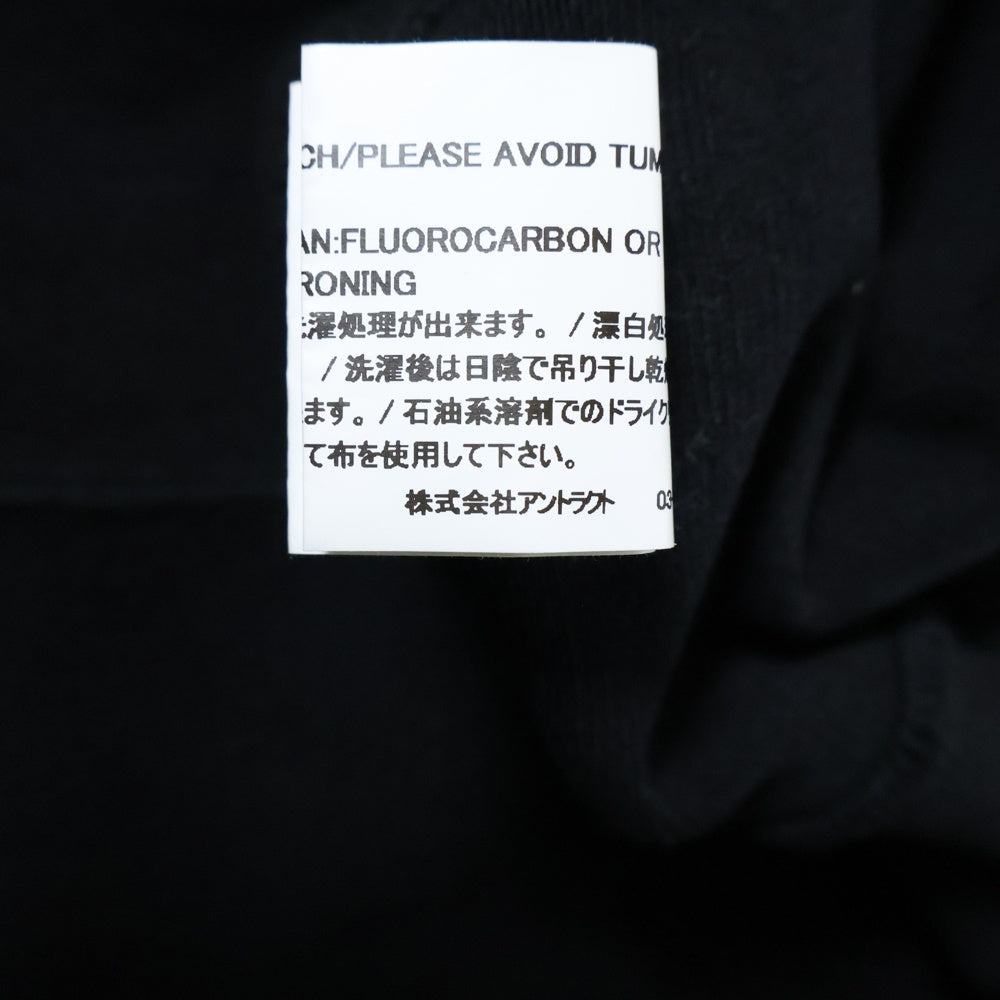 CH/PLEASE AVOID TUM
AN:FLUOROCARBON OR
RONING
洗濯処理が出来ます。 / 漂白処
/ 洗濯後は日陰で吊り干し乾
ます。/ 石油系溶剤でのドライク
て布を使用して下さい。
株式会社アントラクト 03